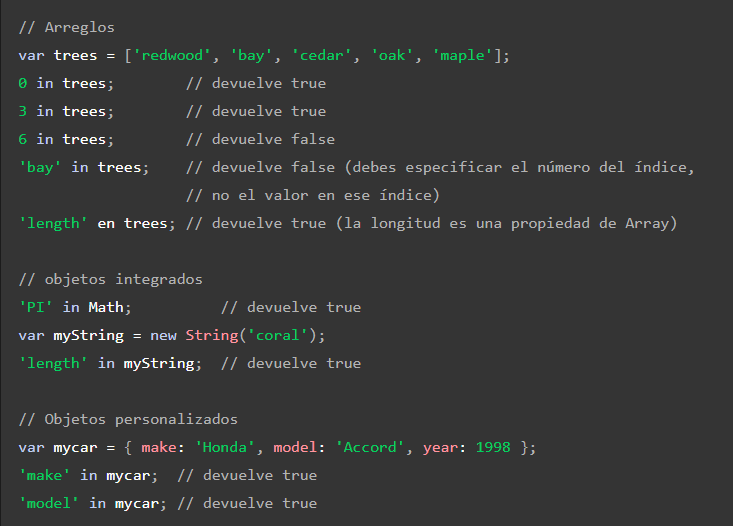 // Arreglos
var trees = ['redwood', 'bay', 'cedar', 'oak', 'maple'];
0 in trees;        // devuelve true
3 in trees;        // devuelve true
6 in trees;        // devuelve false
'bay' in trees;    // devuelve false (debes especificar el número del índice,
                   // no el valor en ese índice)
'length' en trees; // devuelve true (la longitud es una propiedad de Array)

// objetos integrados
'PI' in Math;          // devuelve true
var myString = new String('coral');
'length' in myString;  // devuelve true

// Objetos personalizados
var mycar = { make: 'Honda', model: 'Accord', year: 1998 };
'make' in mycar;  // devuelve true
'model' in mycar; // devuelve true